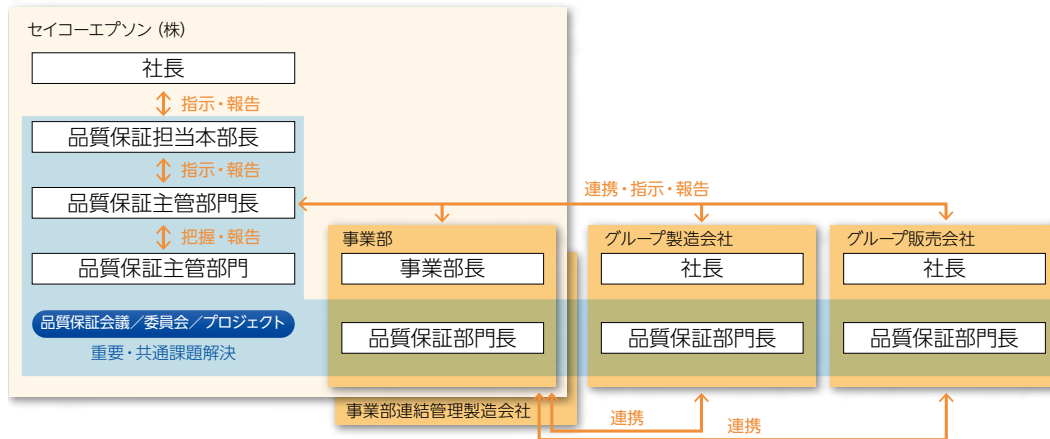 セイコーエプソン (株)
社長
指示・報告
品質保証担当本部長
指示・報告
品質保証主管部門長
把握・報告
品質保証主管部門
品質保証会議／委員会／プロジェクト
重要・共通課題解決
連携・指示・報告
事業部
事業部長
品質保証部門長
事業部連結管理製造会社
グループ製造会社
社長
品質保証部門長
グループ販売会社
社長
品質保証部門長
連携
連携